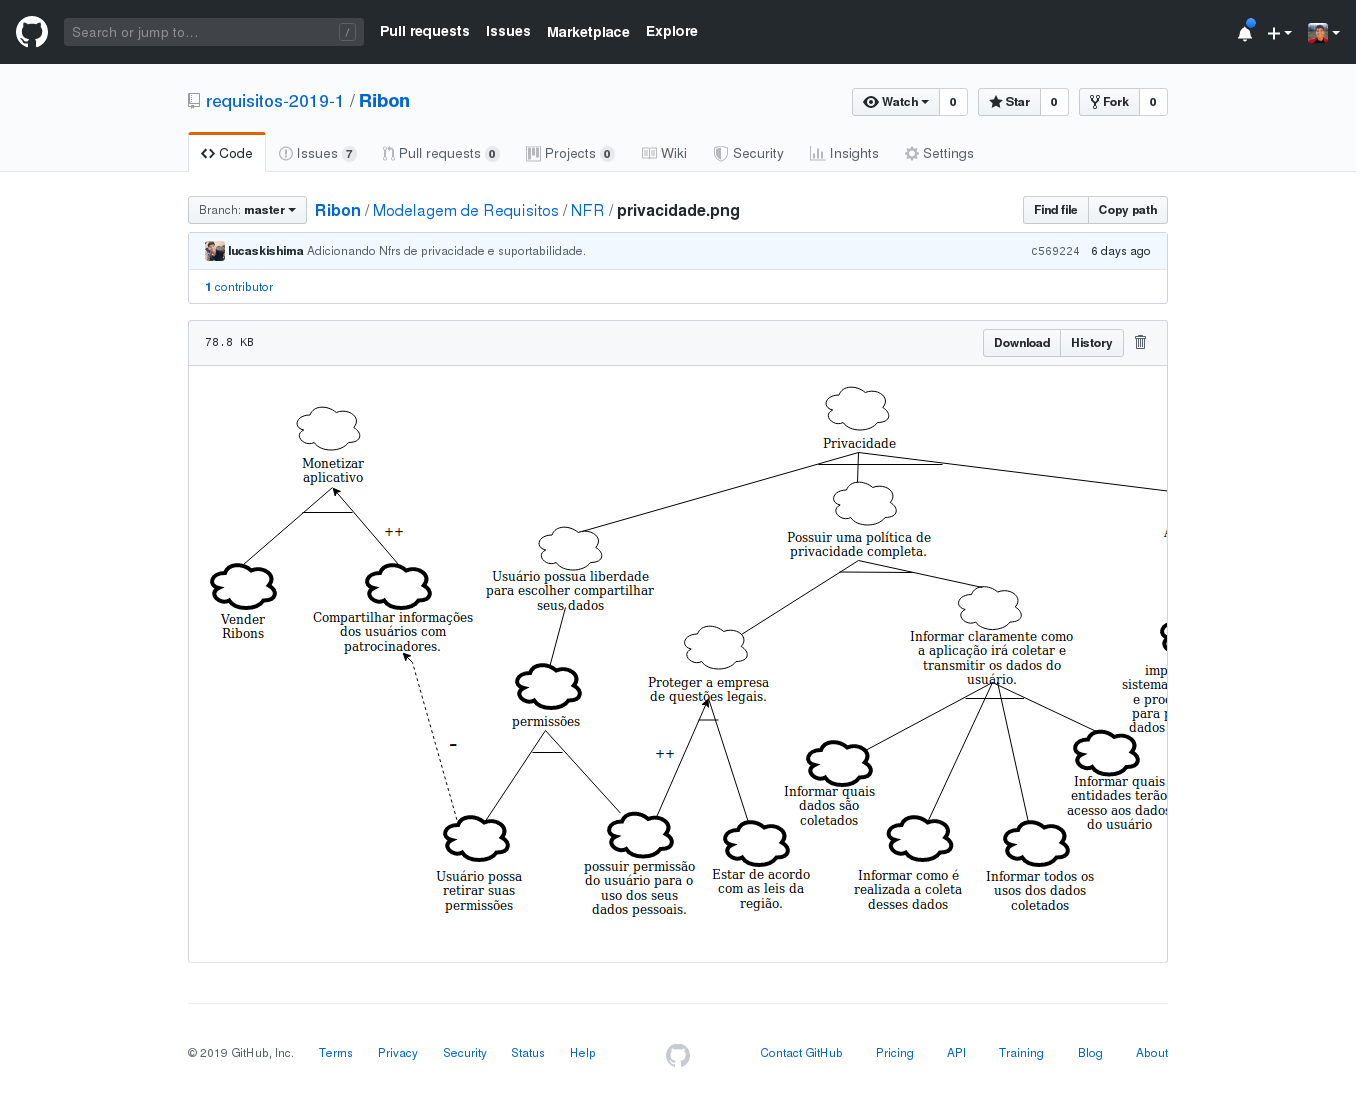 Search or jump to… /
Pull requests Issues Marketplace Explore
requisitos-2019-1 / Ribon
Watch 0 Star 0 Fork 0
Code Issues 7 Pull requests 0 Projects 0 Wiki Security Insights Settings
Branch: master Ribon / Modelagem de Requisitos / NFR / privacidade.png Find file Copy path
lucaskishima Adicionando Nfrs de privacidade e suportabilidade. c569224 6 days ago
1 contributor
78.8 KB Download History
Monetizar
aplicativo
++
Vender
Ribons
Compartilhar informações
dos usuários com
patrocinadores.
-
Privacidade
Usuário possua liberdade
para escolher compartilhar
seus dados
permissões
Usuário possa
retirar suas
permissões
possuir permissão
do usuário para o
uso dos seus
dados pessoais.
Possuir uma política de
privacidade completa.
Proteger a empresa
de questões legais.
++
Estar de acordo
com as leis da
região.
Informar claramente como
a aplicação irá coletar e
transmitir os dados do
usuário.
Informar quais
dados são
coletados
Informar como é
realizada a coleta
desses dados
Informar todos os
usos dos dados
coletados
Informar quais
entidades terão
acesso aos dados
do usuário
sistema
e
para
dados
© 2019 GitHub, Inc. Terms Privacy Security Status Help Contact GitHub Pricing API Training Blog About